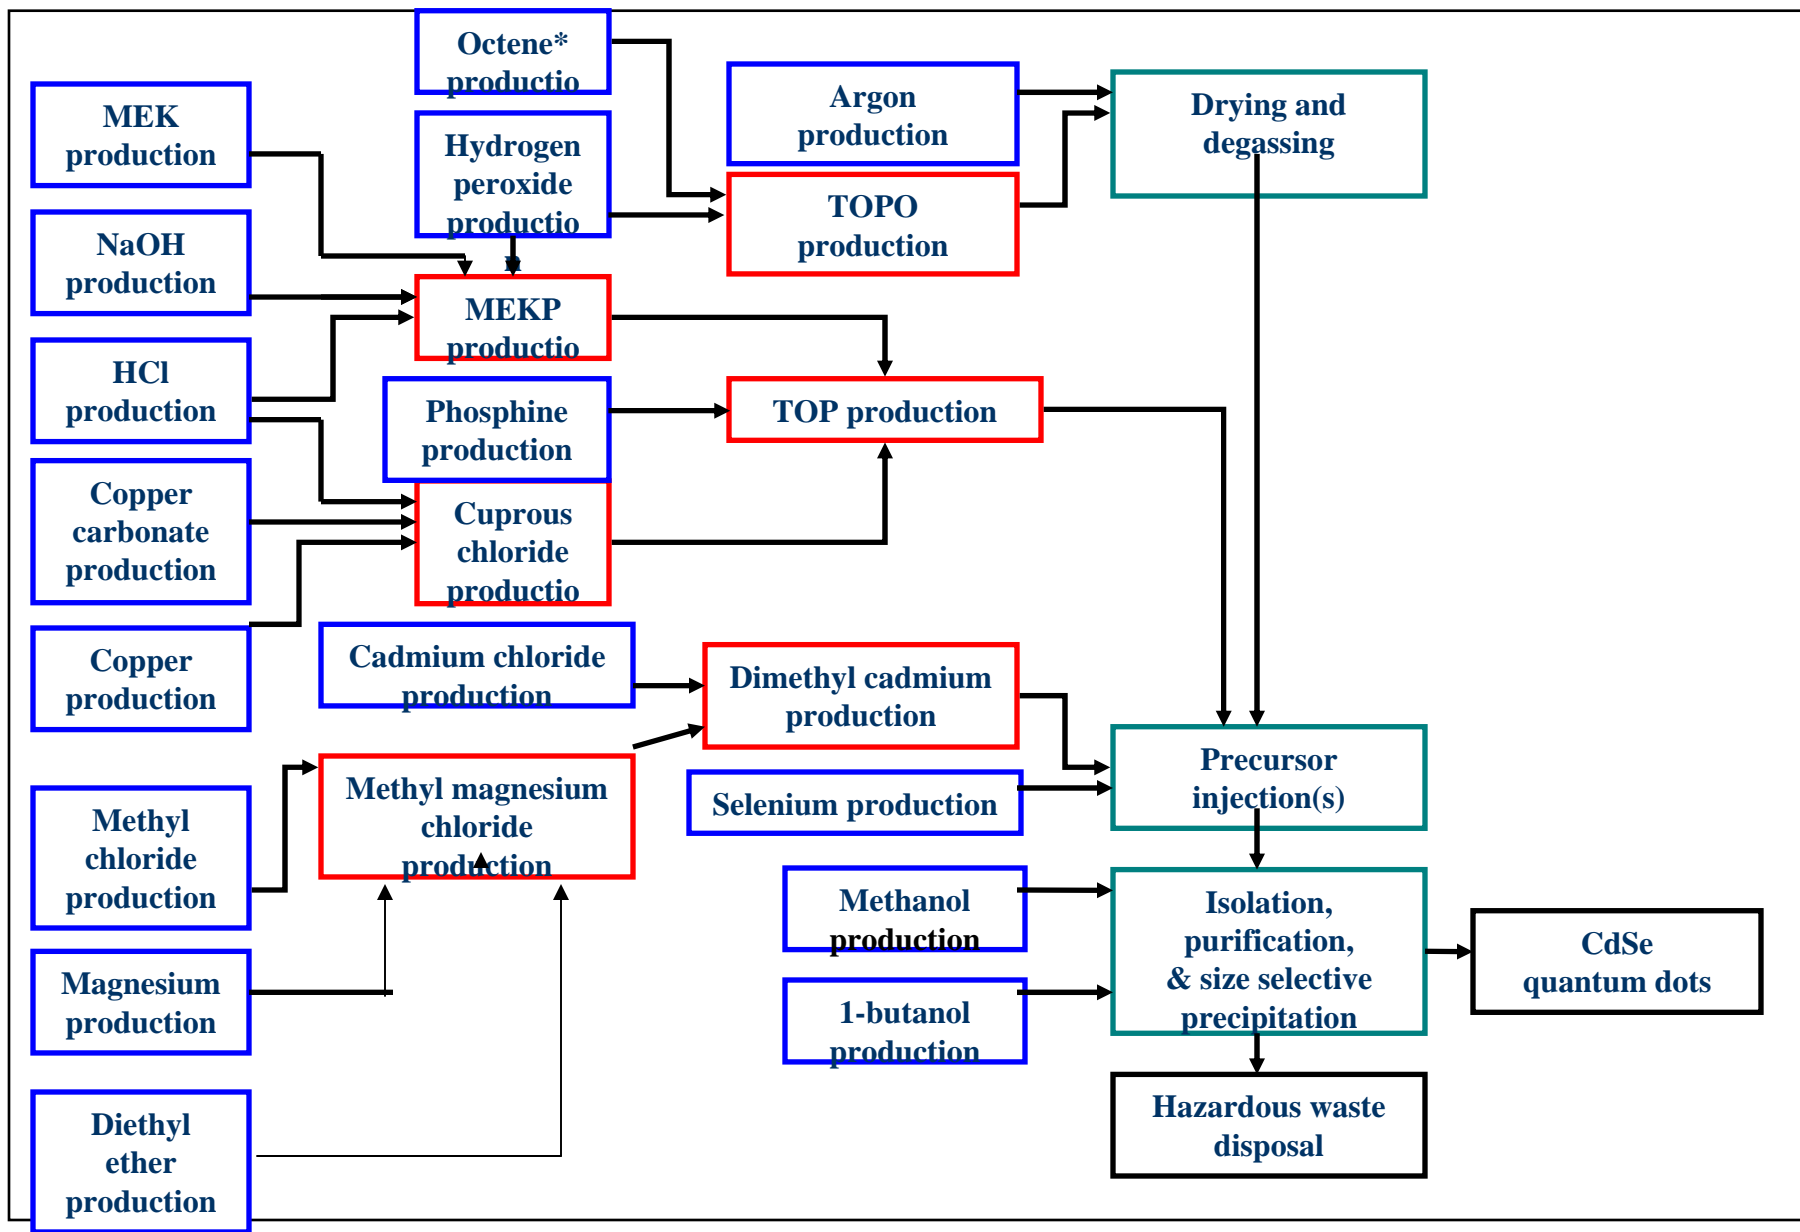 Octene*
productio
MEK
production
Hydrogen
peroxide
productio
n
Argon
production
Drying and
degassing
NaOH
production
TOPO
production
MEKP
productio
HCl
production
Phosphine
production
TOP production
Copper
carbonate
production
Cuprous
chloride
productio
Copper
production
Cadmium chloride
production
Dimethyl cadmium
production
Precursor
injection(s)
Methyl magnesium
chloride
production
Selenium production
Methyl
chloride
production
Methanol
production
Isolation,
purification,
& size selective
precipitation
CdSe
quantum dots
Magnesium
production
1-butanol
production
Hazardous waste
disposal
Diethyl
ether
production